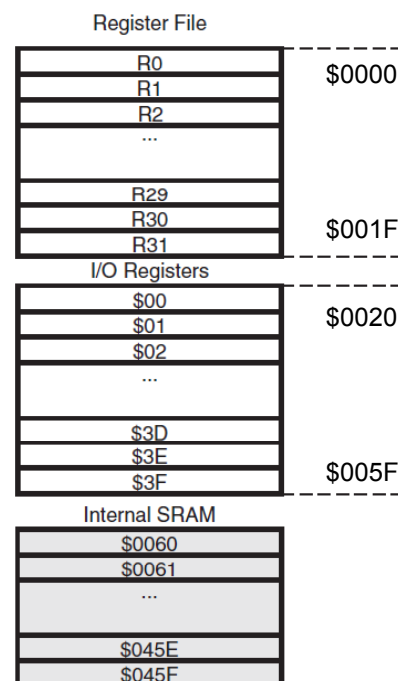 Register File
R0
$0000
R1
R2
...
R29
R30
$001F
R31
I/O Registers
$00
$0020
$01
$02
...
$3D
$3E
$005F
$3F
Internal SRAM
$0060
$0061
...
$045E
$045F